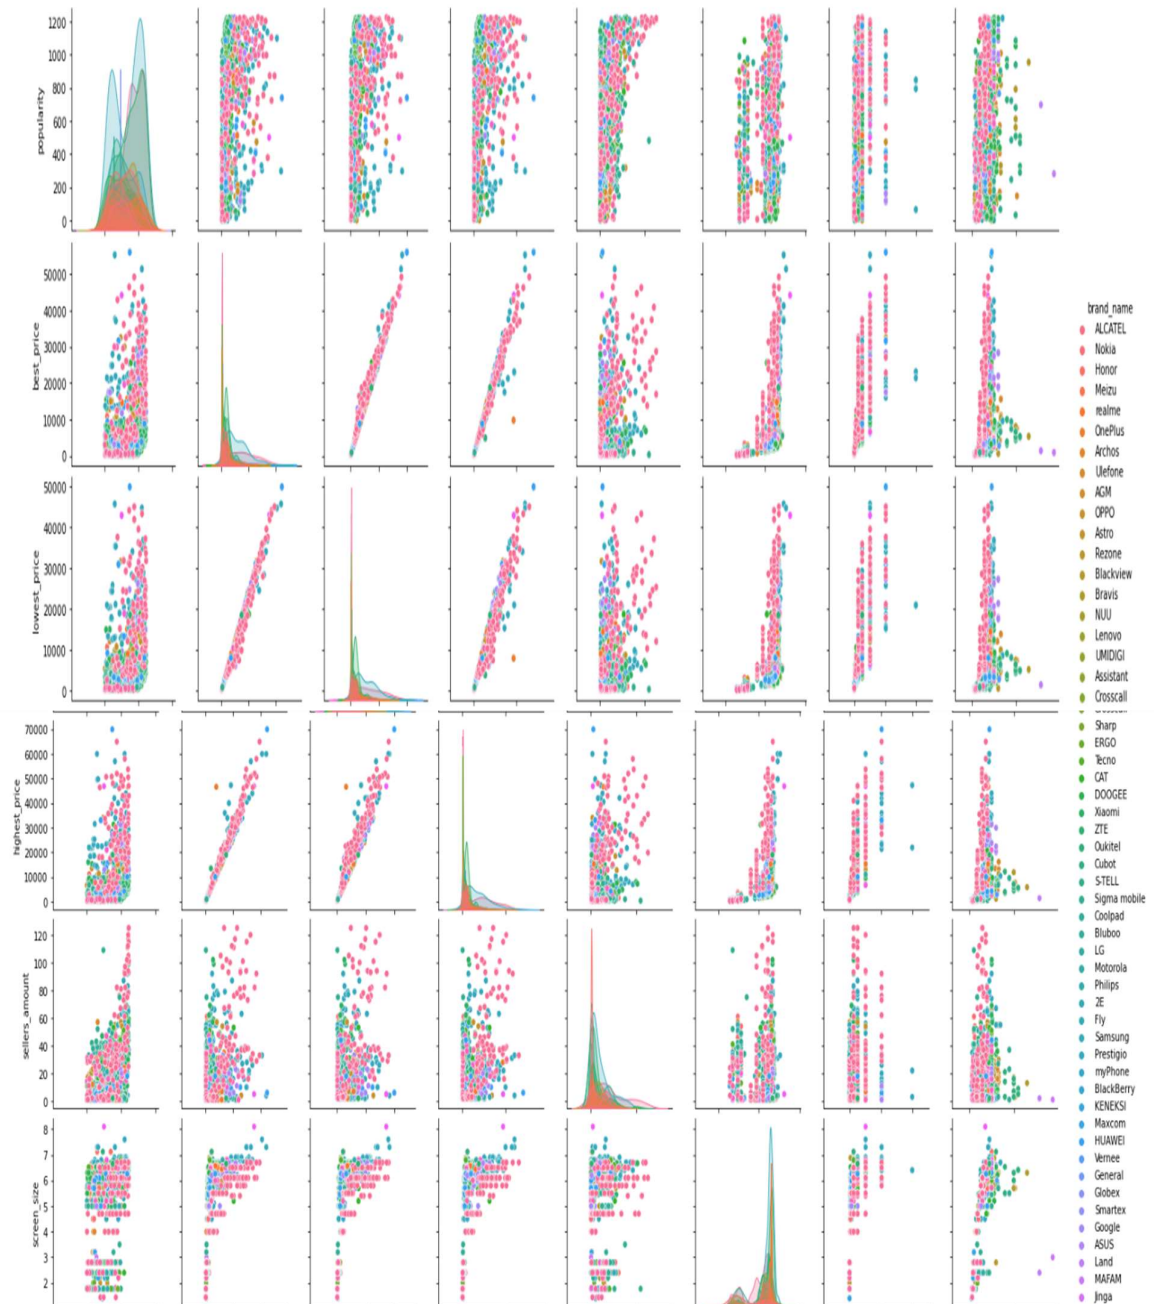 popularity
1200
1000
800
600
400
200
0
best_price
50000
40000
30000
20000
10000
0
lowest_price
50000
40000
30000
20000
10000
0
highest_price
70000
60000
50000
40000
30000
20000
10000
0
sellers_amount
120
100
80
60
40
20
0
screen_size
8
7
6
5
4
3
2
brand_name
ALCATEL
Nokia
Honor
Meizu
realme
OnePlus
Archos
Ulefone
AGM
OPPO
Astro
Rezone
Blackview
Bravis
NUU
Lenovo
UMIDIGI
Assistant
Crosscall
Sharp
ERGO
Tecno
CAT
DOOGEE
Xiaomi
ZTE
Oukitel
Cubot
S-TELL
Sigma mobile
Coolpad
Bluboo
LG
Motorola
Philips
2E
Fly
Samsung
Prestigio
myPhone
BlackBerry
KENEKSI
Maxcom
HUAWEI
Vernee
General
Globex
Smartex
Google
ASUS
Land
MAFAM
Jinga